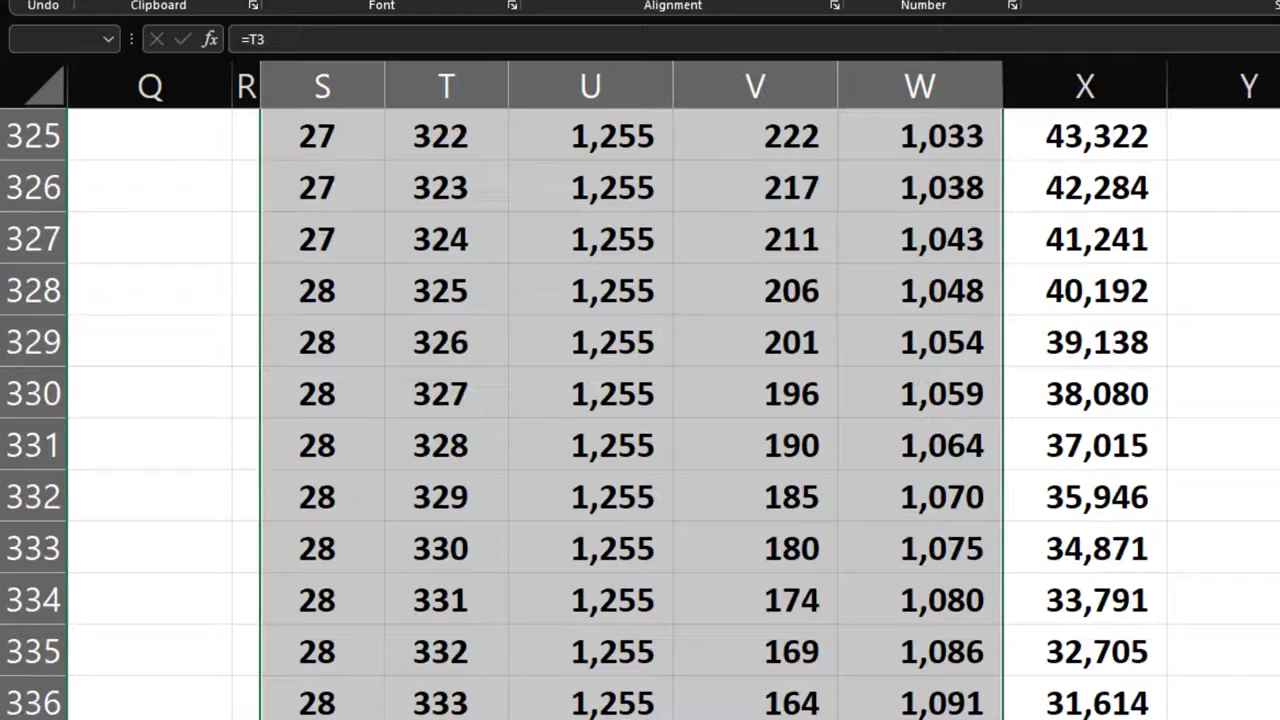 Undo Clipboard Font Alignment Number
fx =T3
Q R S T U V W X Y
325 27 322 1,255 222 1,033 43,322
326 27 323 1,255 217 1,038 42,284
327 27 324 1,255 211 1,043 41,241
328 28 325 1,255 206 1,048 40,192
329 28 326 1,255 201 1,054 39,138
330 28 327 1,255 196 1,059 38,080
331 28 328 1,255 190 1,064 37,015
332 28 329 1,255 185 1,070 35,946
333 28 330 1,255 180 1,075 34,871
334 28 331 1,255 174 1,080 33,791
335 28 332 1,255 169 1,086 32,705
336 28 333 1,255 164 1,091 31,614